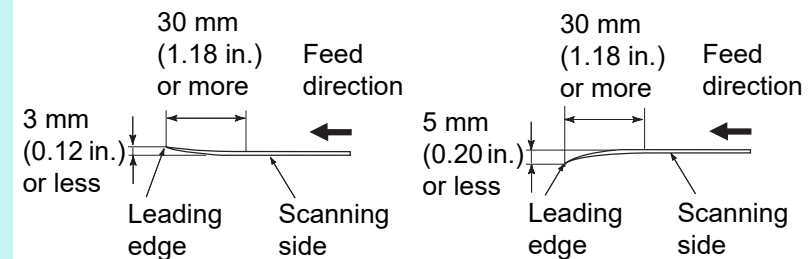 30 mm
(1.18 in.)
or more
Feed
direction
3 mm
(0.12 in.)
or less
Leading
edge
Scanning
side
30 mm
(1.18 in.)
or more
Feed
direction
5 mm
(0.20 in.)
or less
Leading
edge
Scanning
side